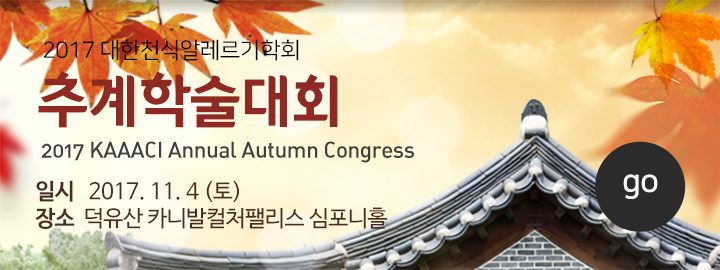 2017 대한천식알레르기학회
추계학술대회
2017 KAAACI Annual Autumn Congress
일시 2017. 11. 4 (토)
장소 덕유산 카니발컬처팰리스 심포니홀
go